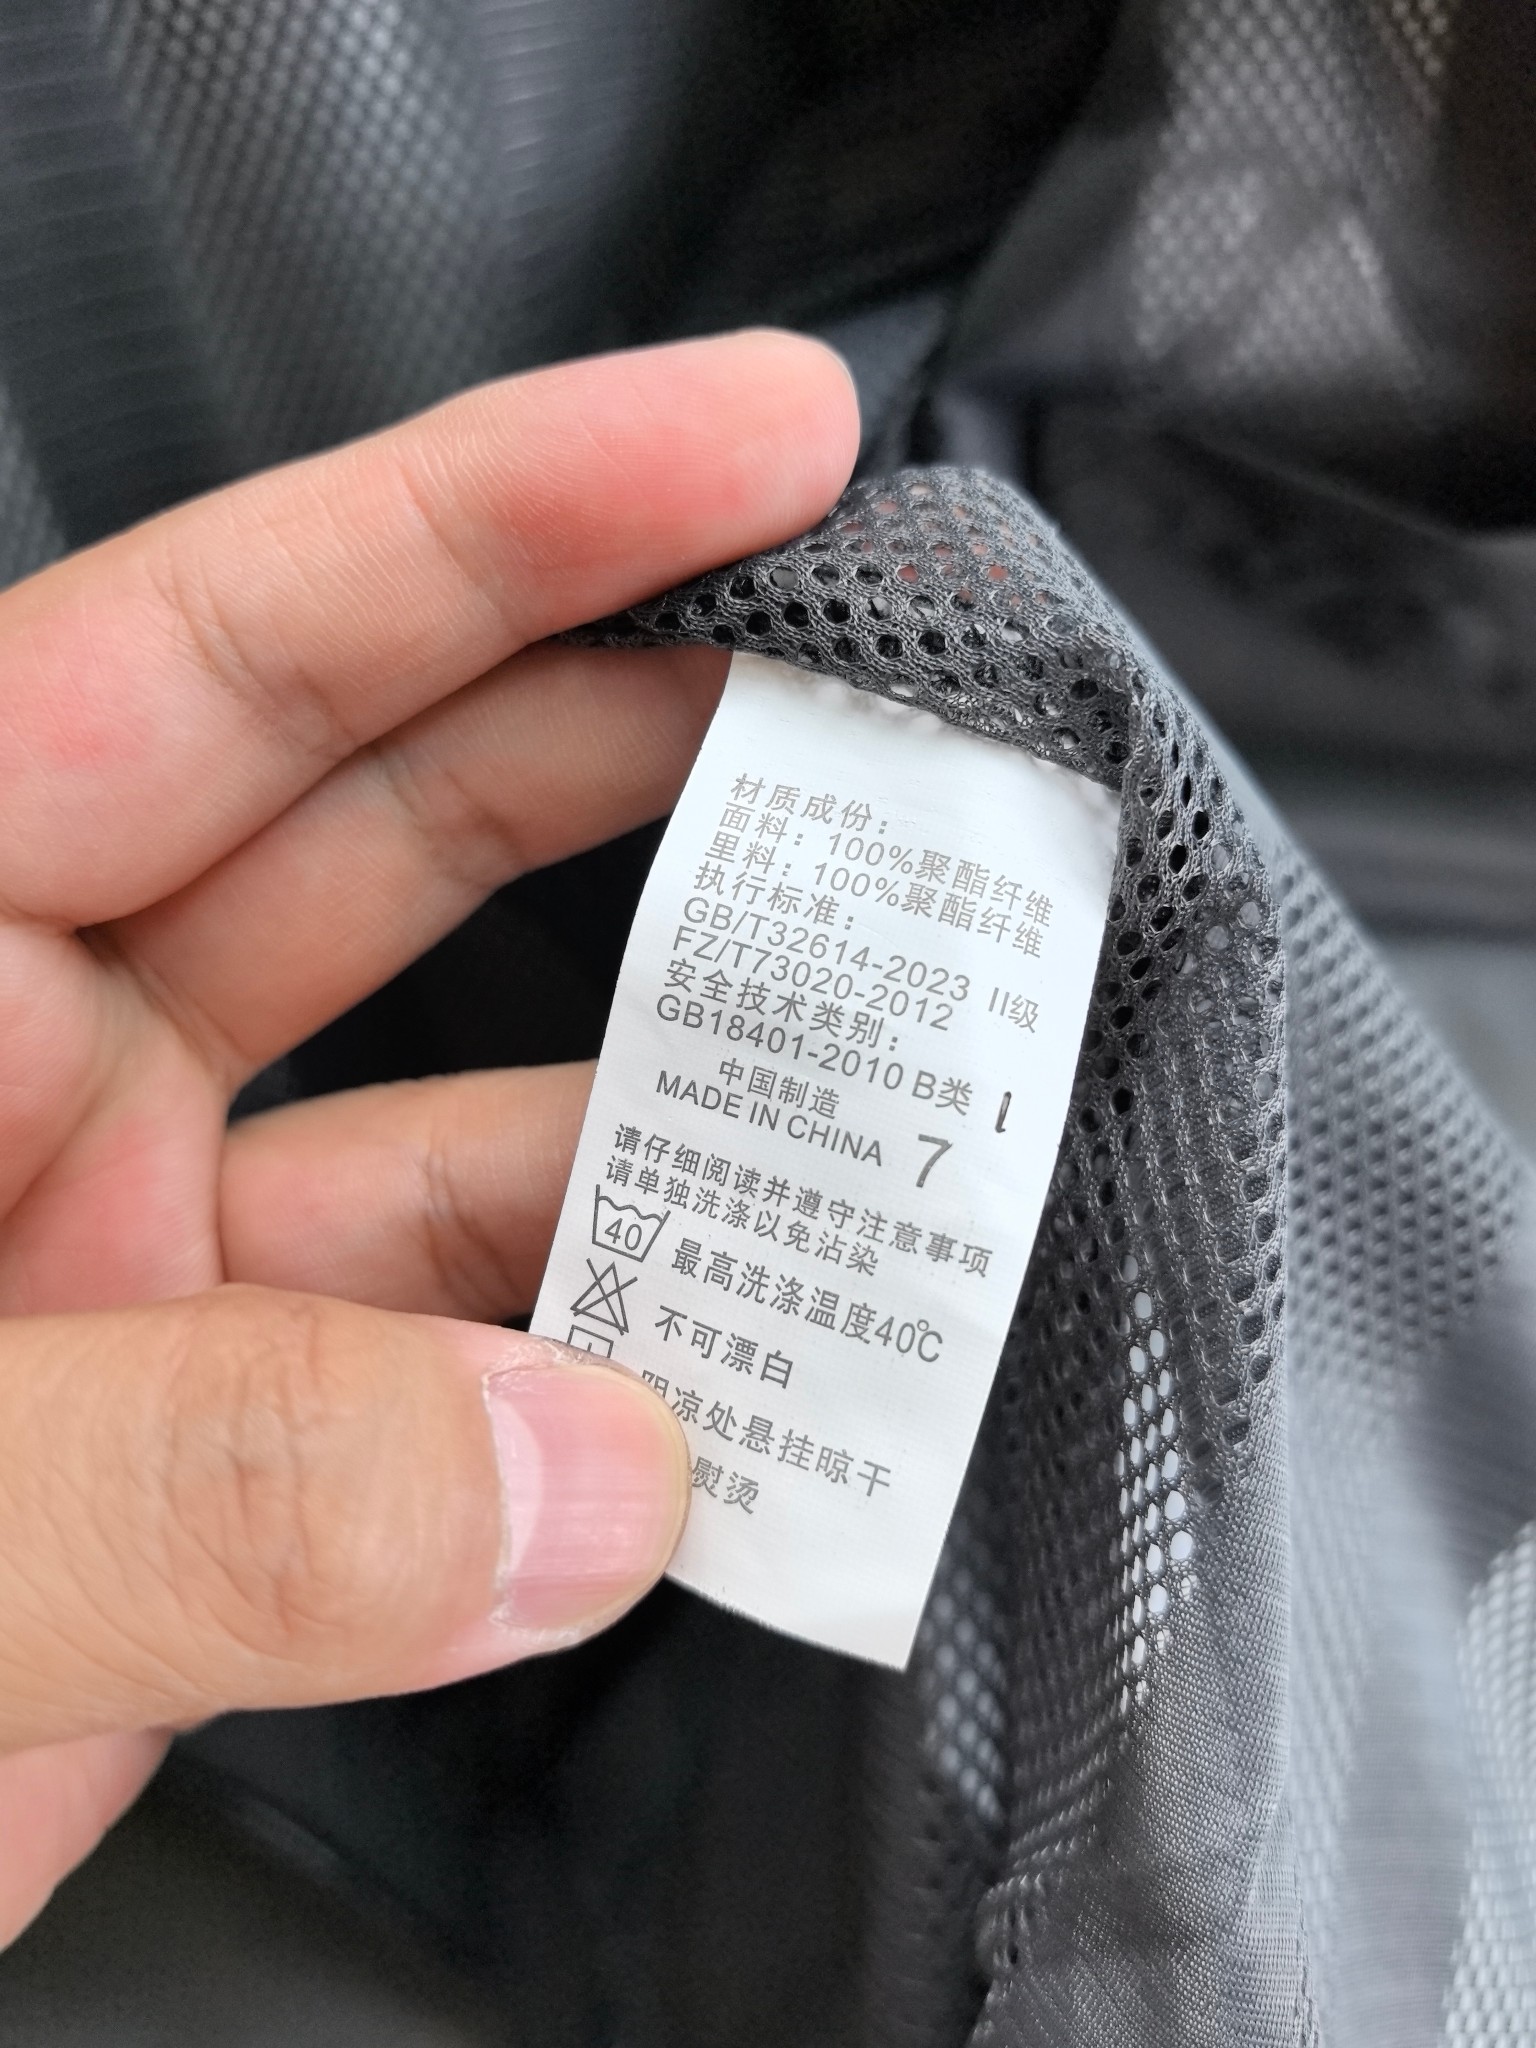 材质成份：
面料：100%聚酯纤维
里料：100%聚酯纤维
执行标准：
GB/T32614-2023 II级
FZ/T73020-2012
安全技术类别：
GB18401-2010 B类
中国制造
MADE IN CHINA 7
请仔细阅读并遵守注意事项
请单独洗涤以免沾染
40 最高洗涤温度40℃
不可漂白
阴凉处悬挂晾干
熨烫